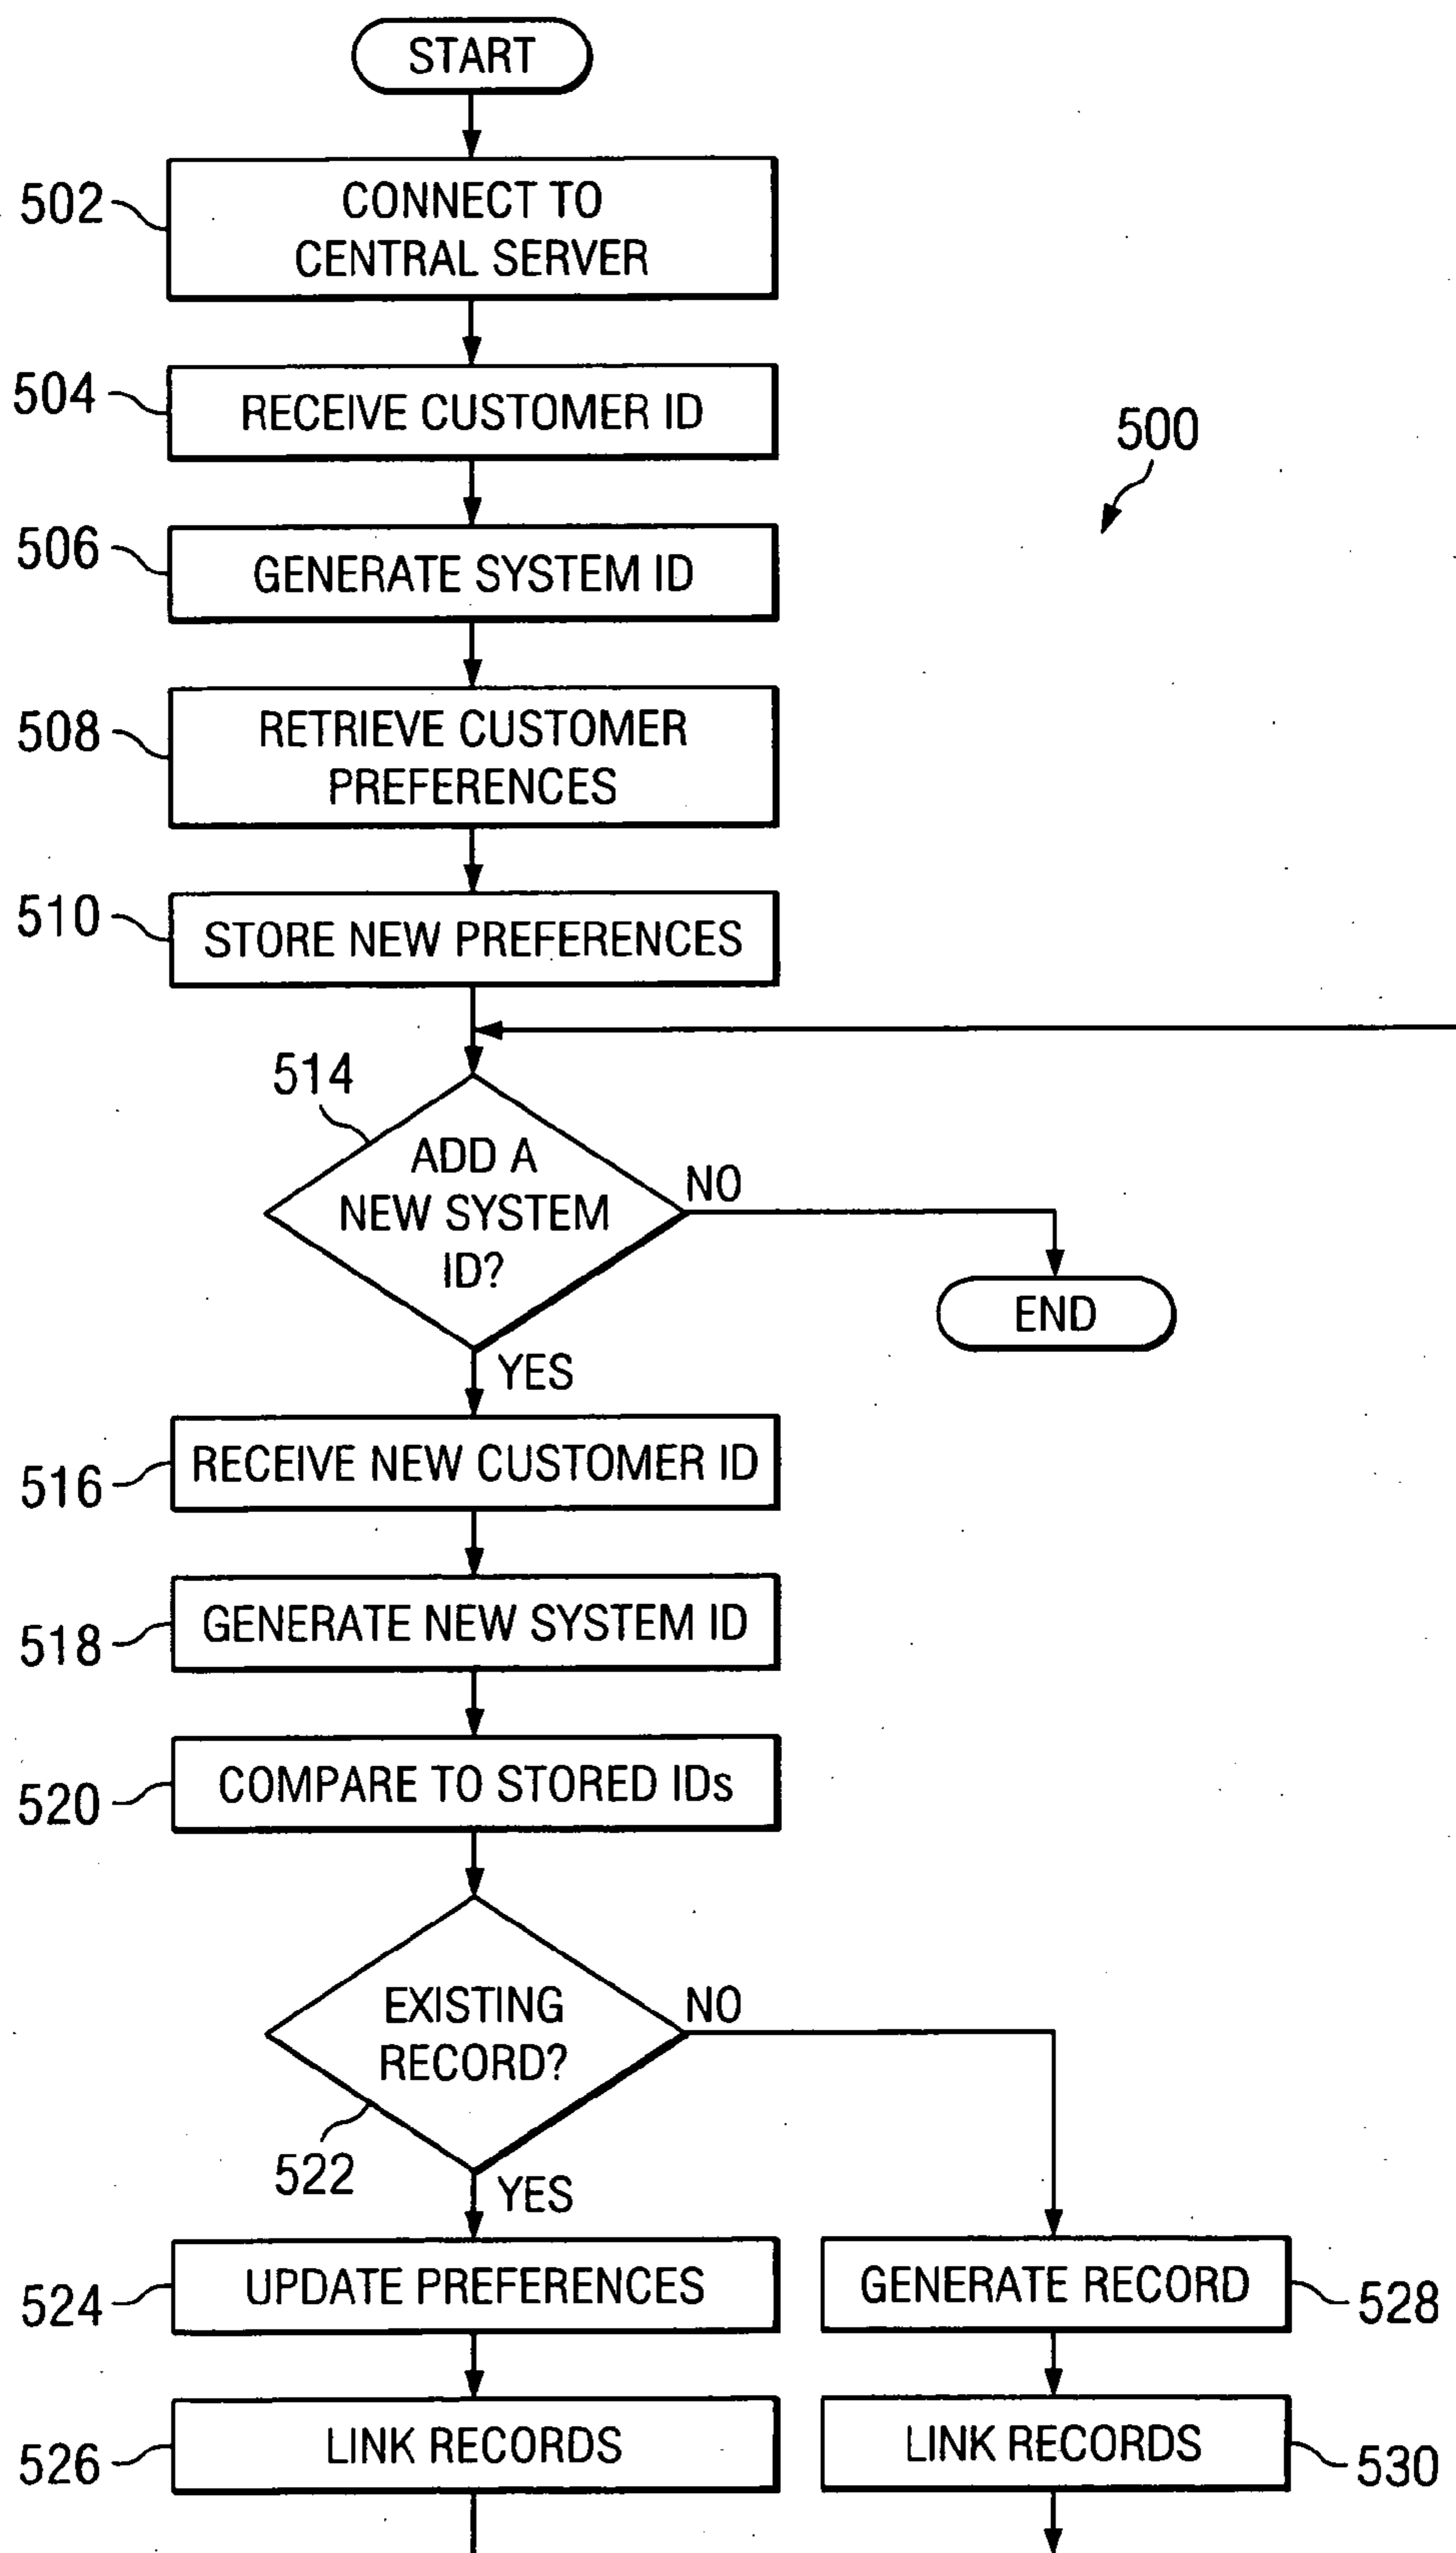 START
502
CONNECT TO
CENTRAL SERVER
504
RECEIVE CUSTOMER ID
500
506
GENERATE SYSTEM ID
508
RETRIEVE CUSTOMER
PREFERENCES
510
STORE NEW PREFERENCES
514
ADD A
NEW SYSTEM
ID?
NO
END
YES
516
RECEIVE NEW CUSTOMER ID
518
GENERATE NEW SYSTEM ID
520
COMPARE TO STORED IDs
EXISTING
RECORD?
NO
522
YES
524
UPDATE PREFERENCES
GENERATE RECORD
528
526
LINK RECORDS
LINK RECORDS
530